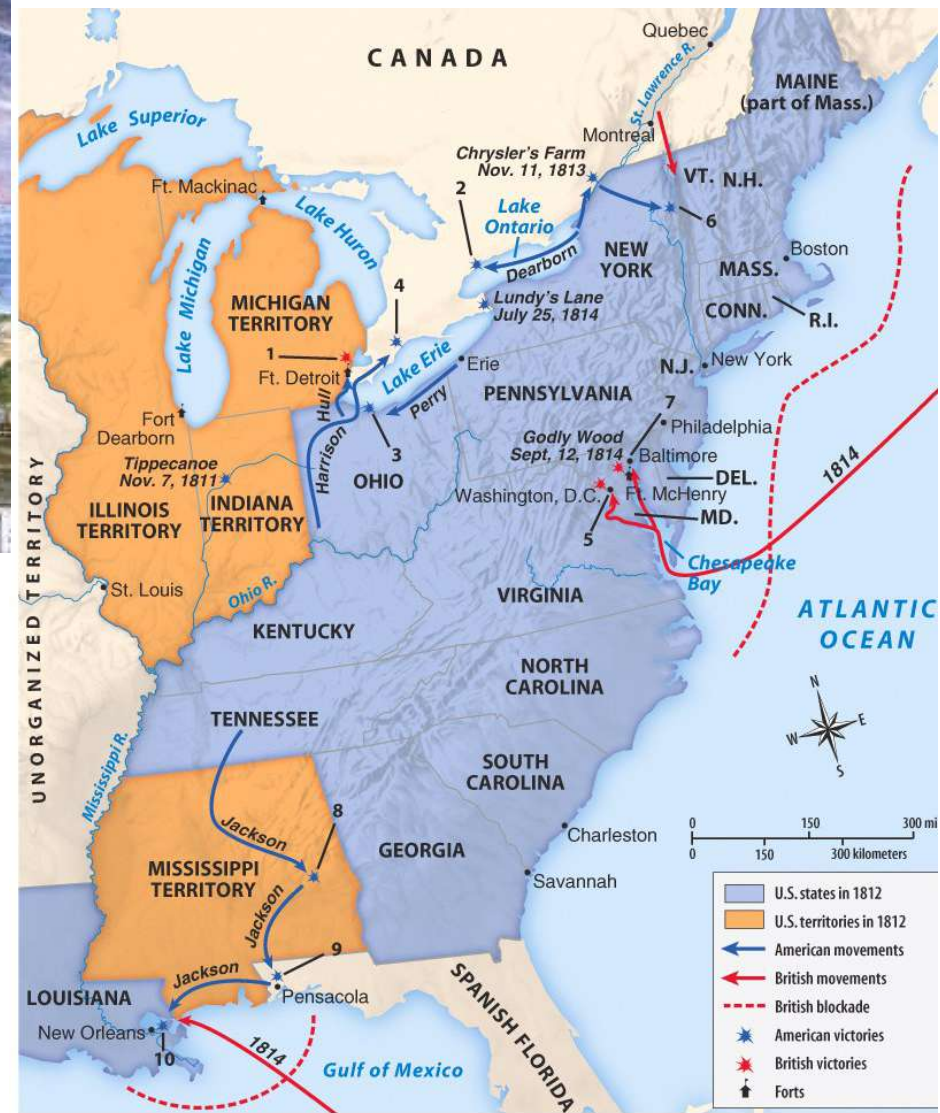 CANADA
Quebec
St. Lawrence R.
MAINE
(part of Mass.)
Lake Superior
Montreal
Chrysler's Farm
Nov. 11, 1813
VT.
N.H.
Ft. Mackinac
2
Lake
Ontario
6
Lake Huron
Dearborn
NEW
YORK
Boston
MASS.
Lake Michigan
4
Lundy's Lane
July 25, 1814
CONN.
R.I.
MICHIGAN
TERRITORY
1
Ft. Detroit
Lake Erie
Erie
N.J.
New York
Hull
Perry
PENNSYLVANIA
7
Fort
Dearborn
Harrison
3
Philadelphia
Godly Wood
Sept, 12, 1814
Baltimore
1814
Tippecanoe
Nov. 7, 1811
OHIO
DEL.
Washington, D.C.
Ft. McHenry
ILLINOIS
TERRITORY
INDIANA
TERRITORY
MD.
5
UNORGANIZED TERRITORY
Chesapeake
Bay
St. Louis
Ohio R.
VIRGINIA
ATLANTIC
OCEAN
KENTUCKY
NORTH
CAROLINA
N
W
E
S
TENNESSEE
Mississippi R.
SOUTH
CAROLINA
8
Jackson
Charleston
0 150 300 mi
0 150 300 kilometers
GEORGIA
MISSISSIPPI
TERRITORY
Savannah
Jackson
U.S. states in 1812
U.S. territories in 1812
American movements
British movements
British blockade
American victories
British victories
Forts
9
Jackson
Pensacola
SPANISH FLORIDA
LOUISIANA
New Orleans
10
1814
Gulf of Mexico